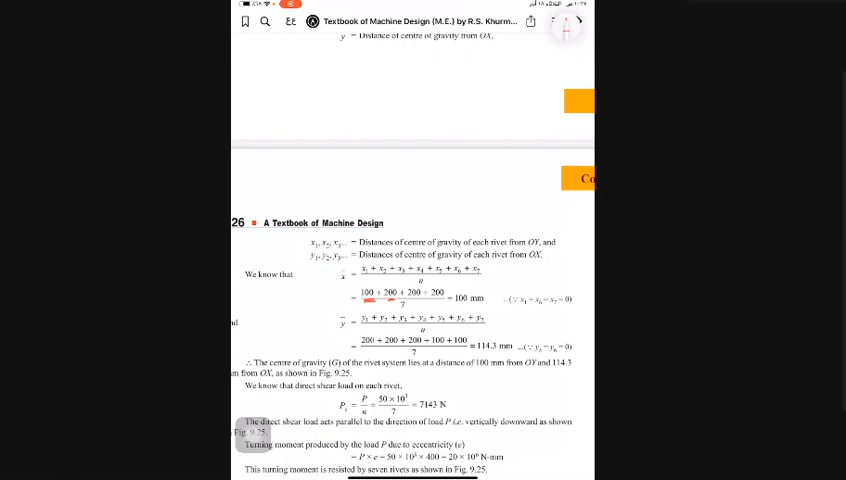 الثلاثاء ١٨ أيار
Textbook of Machine Design (M.E.) by R.S. Khurm...
y = Distance of centre of gravity from OX,
Co
26 ■ A Textbook of Machine Design
x₁, x₂, x₃... = Distances of centre of gravity of each rivet from OY, and
y₁, y₂, y₃... = Distances of centre of gravity of each rivet from OX.
We know that x̄ = (x₁ + x₂ + x₃ + x₄ + x₅ + x₆ + x₇) / n
= (100 + 200 + 200 + 200) / 7 = 100 mm ...(∵ x₁ = x₆ = x₇ = 0)
nd ȳ = (y₁ + y₂ + y₃ + y₄ + y₅ + y₆ + y₇) / n
= (200 + 200 + 200 + 100 + 100) / 7 = 114.3 mm ...(∵ y₅ = y₆ = 0)
∴ The centre of gravity (G) of the rivet system lies at a distance of 100 mm from OY and 114.3
m from OX, as shown in Fig. 9.25.
We know that direct shear load on each rivet,
Pₛ = P / n = 50 × 10³ / 7 = 7143 N
The direct shear load acts parallel to the direction of load P i.e. vertically downward as shown
Fig. 9.25.
Turning moment produced by the load P due to eccentricity (e)
= P × e = 50 × 10³ × 400 = 20 × 10⁶ N-mm
This turning moment is resisted by seven rivets as shown in Fig. 9.25.